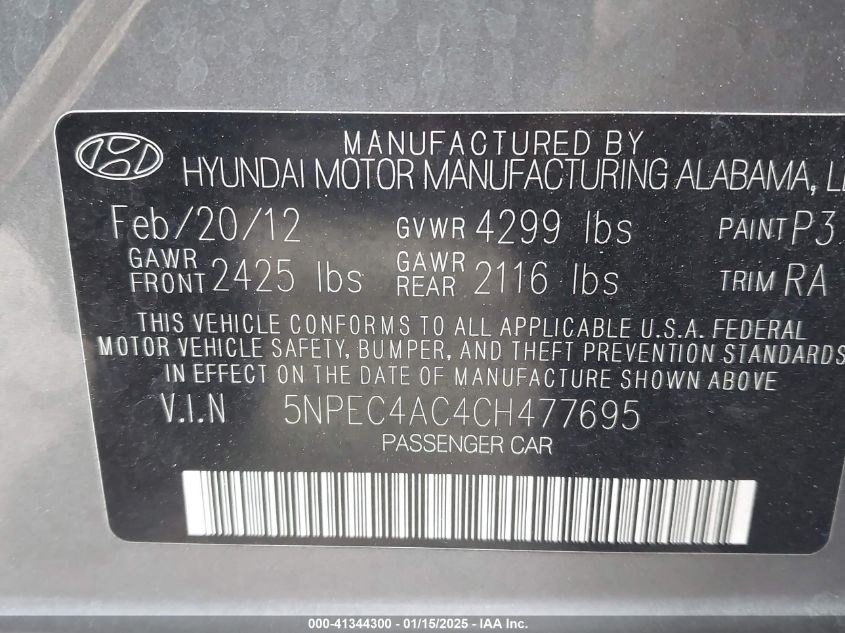 MANUFACTURED BY
HYUNDAI MOTOR MANUFACTURING ALABAMA,
Feb/20/12 GVWR 4299 lbs PAINT P3
GAWR FRONT 2425 lbs GAWR REAR 2116 lbs TRIM RA
THIS VEHICLE CONFORMS TO ALL APPLICABLE U.S.A. FEDERAL
MOTOR VEHICLE SAFETY, BUMPER, AND THEFT PREVENTION STANDARDS
IN EFFECT ON THE DATE OF MANUFACTURE SHOWN ABOVE
V.I.N 5NPEC4AC4CH477695
PASSENGER CAR
000-41344300 - 01/15/2025 - IAA Inc.